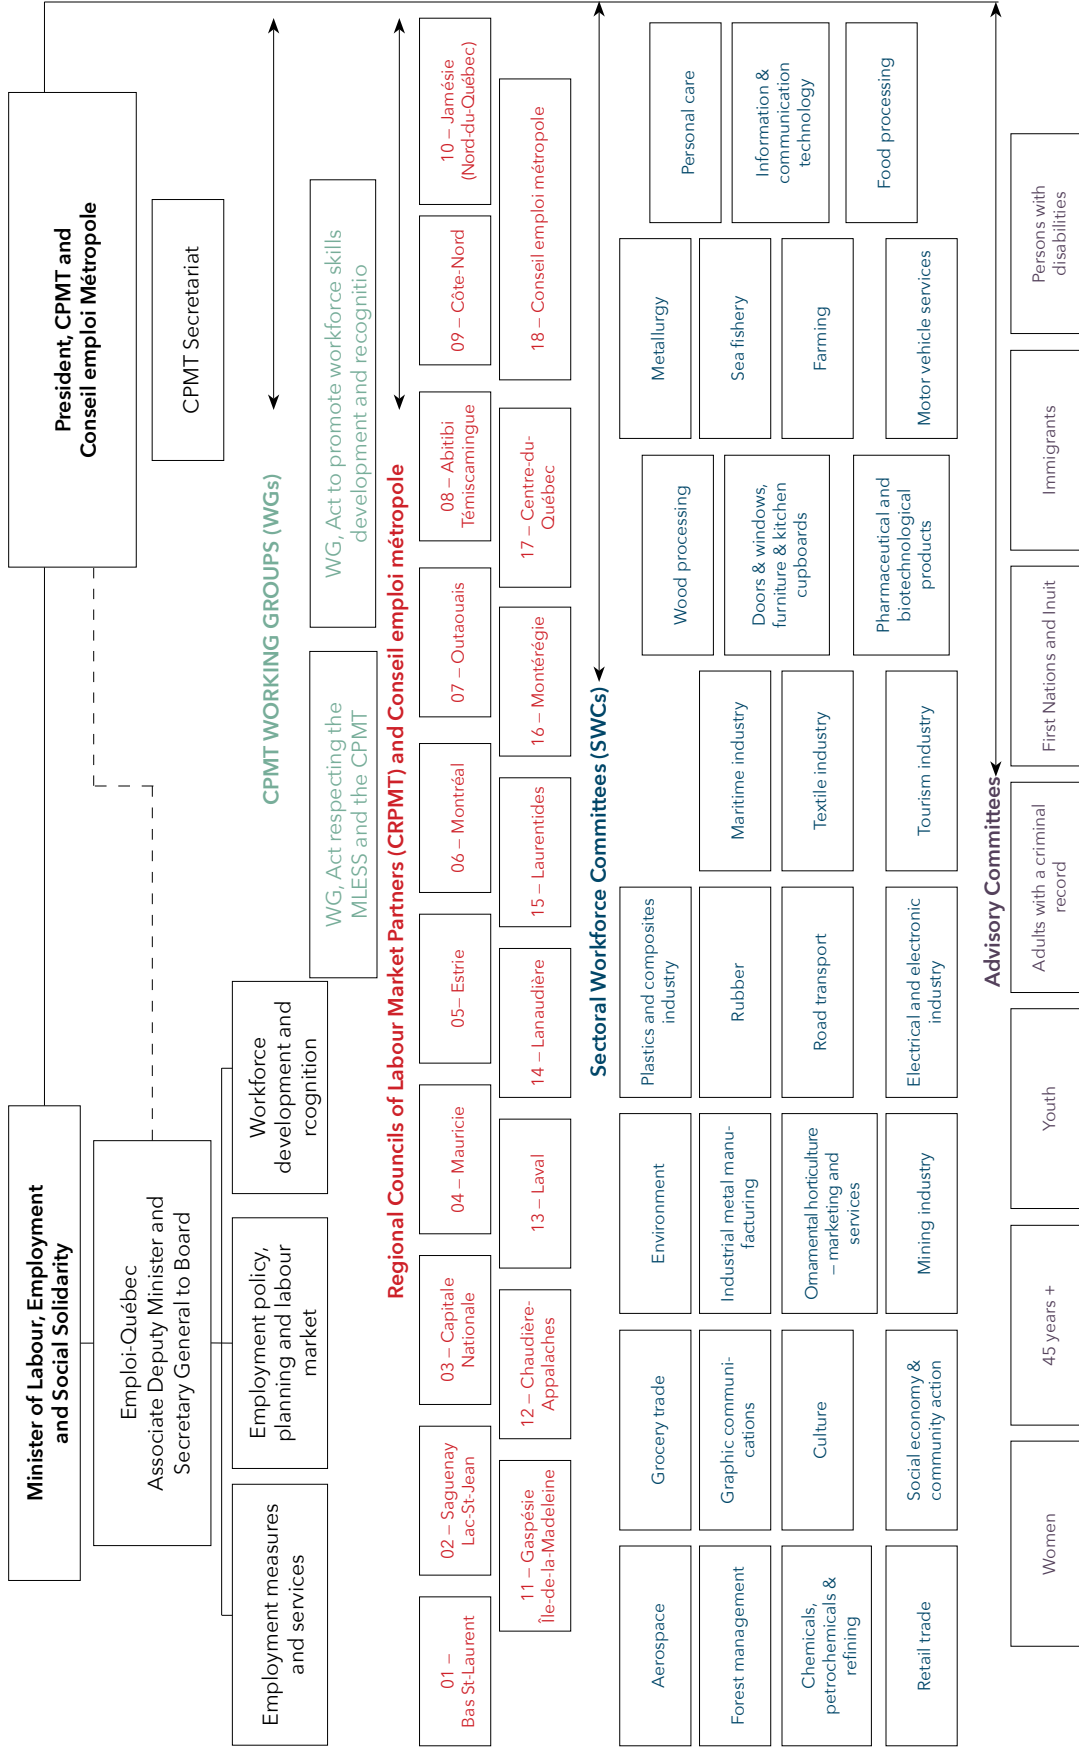 Minister of Labour, Employment
and Social Solidarity
President, CPMT and
Conseil emploi Métropole
Emploi-Québec
Associate Deputy Minister and
Secretary General to Board
CPMT Secretariat
Employment measures
and services
Employment policy,
planning and labour
market
Workforce
development and
rcognition
CPMT WORKING GROUPS (WGs)
WG, Act respecting the
MLESS and the CPMT
WG, Act to promote workforce skills
development and recognitio
Regional Councils of Labour Market Partners (CRPMT) and Conseil emploi métropole
01 –
Bas St-Laurent
02 – Saguenay
Lac-St-Jean
03 – Capitale
Nationale
04 – Mauricie
05– Estrie
06 – Montréal
07 – Outaouais
08 – Abitibi
Témiscamingue
09 – Côte-Nord
10 – Jamésie
(Nord-du-Québec)
11 – Gaspésie
Île-de-la-Madeleine
12 – Chaudière-
Appalaches
13 – Laval
14 – Lanaudière
15 – Laurentides
16 – Montérégie
17 – Centre-du-
Québec
18 – Conseil emploi métropole
Sectoral Workforce Committees (SWCs)
Aerospace
Grocery trade
Environment
Plastics and composites
industry
Wood processing
Metallurgy
Personal care
Forest management
Graphic communi-
cations
Industrial metal manu-
facturing
Rubber
Maritime industry
Doors & windows,
furniture & kitchen
cupboards
Sea fishery
Information &
communication
technology
Chemicals,
petrochemicals &
refining
Culture
Ornamental horticulture
– marketing and
services
Road transport
Textile industry
Farming
Retail trade
Social economy &
community action
Mining industry
Electrical and electronic
industry
Tourism industry
Pharmaceutical and
biotechnological
products
Motor vehicle services
Food processing
Advisory Committees
Women
45 years +
Youth
Adults with a criminal
record
First Nations and Inuit
Immigrants
Persons with
disabilities